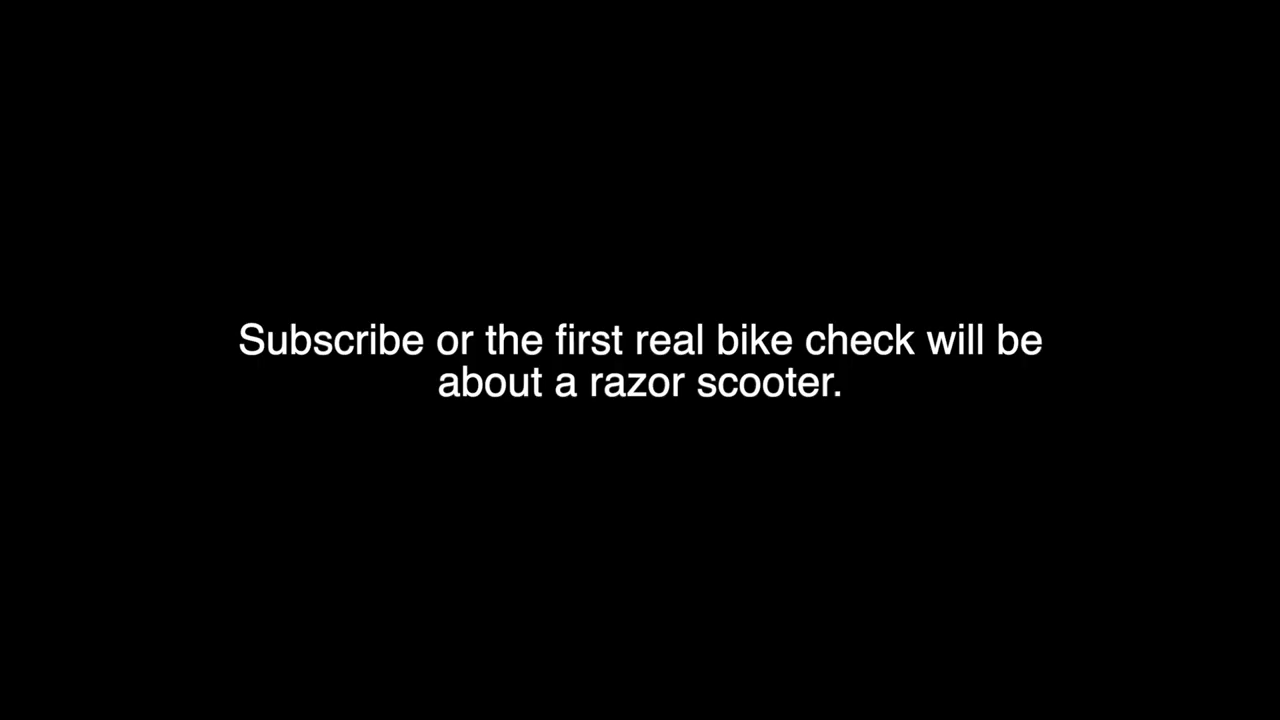 Subscribe or the first real bike check will be
about a razor scooter.